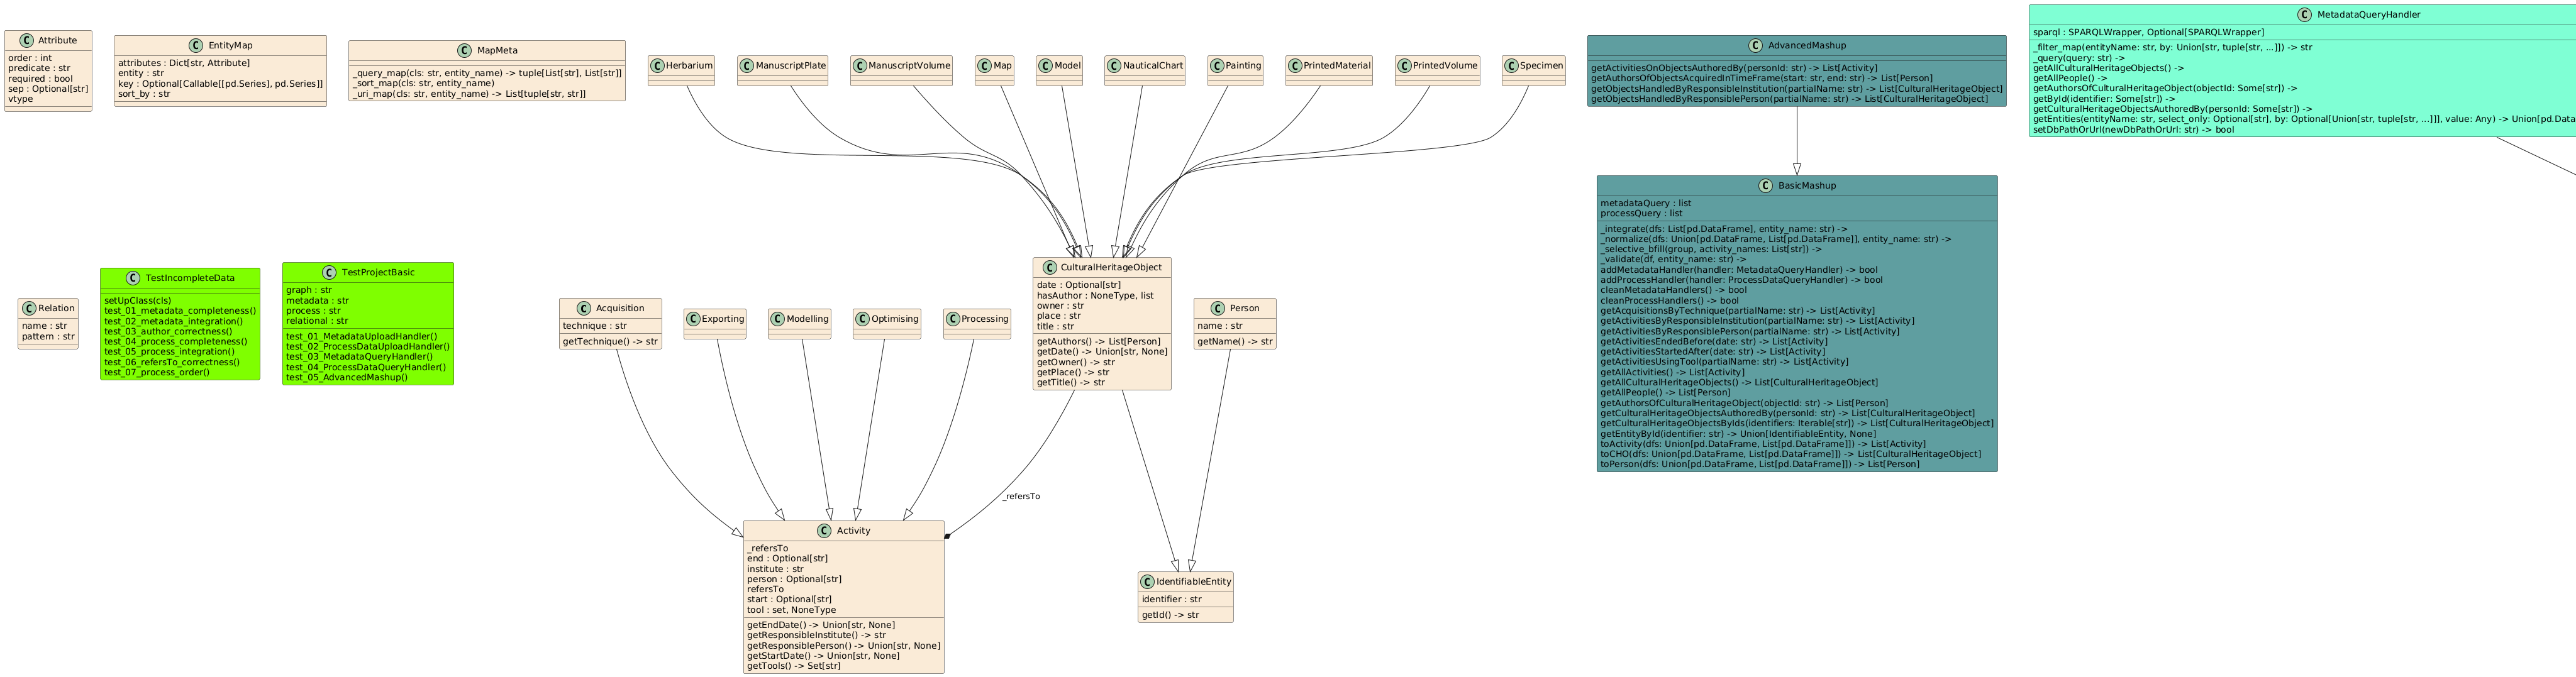 Attribute
order : int
predicate : str
required : bool
sep : Optional[str]
vtype
EntityMap
attributes : Dict[str, Attribute]
entity : str
key : Optional[Callable[[pd.Series], pd.Series]]
sort_by : str
MapMeta
_query_map(cls: str, entity_name) -> tuple[List[str], List[str]]
_sort_map(cls: str, entity_name)
_uri_map(cls: str, entity_name) -> List[tuple[str, str]]
Herbarium
ManuscriptPlate
ManuscriptVolume
Map
Model
NauticalChart
Painting
PrintedMaterial
PrintedVolume
Specimen
AdvancedMashup
getActivitiesOnObjectsAuthoredBy(personId: str) -> List[Activity]
getAuthorsOfObjectsAcquiredInTimeFrame(start: str, end: str) -> List[Person]
getObjectsHandledByResponsibleInstitution(partialName: str) -> List[CulturalHeritageObject]
getObjectsHandledByResponsiblePerson(partialName: str) -> List[CulturalHeritageObject]
MetadataQueryHandler
sparql : SPARQLWrapper, Optional[SPARQLWrapper]
_filter_map(entityName: str, by: Union[str, tuple[str, ...]]) -> str
_query(query: str) ->
getAllCulturalHeritageObjects() ->
getAllPeople() ->
getAuthorsOfCulturalHeritageObject(objectId: Some[str]) ->
getById(identifier: Some[str]) ->
getCulturalHeritageObjectsAuthoredBy(personId: Some[str]) ->
getEntities(entityName: str, select_only: Optional[str], by: Optional[Union[str, tuple[str, ...]]], value: Any) -> Union[pd.Data
setDbPathOrUrl(newDbPathOrUrl: str) -> bool
BasicMashup
metadataQuery : list
processQuery : list
_integrate(dfs: List[pd.DataFrame], entity_name: str) ->
_normalize(dfs: Union[pd.DataFrame, List[pd.DataFrame]], entity_name: str) ->
_selective_bfill(group, activity_names: List[str]) ->
_validate(df, entity_name: str) ->
addMetadataHandler(handler: MetadataQueryHandler) -> bool
addProcessHandler(handler: ProcessDataQueryHandler) -> bool
cleanMetadataHandlers() -> bool
cleanProcessHandlers() -> bool
getAcquisitionsByTechnique(partialName: str) -> List[Activity]
getActivitiesByResponsibleInstitution(partialName: str) -> List[Activity]
getActivitiesByResponsiblePerson(partialName: str) -> List[Activity]
getActivitiesEndedBefore(date: str) -> List[Activity]
getActivitiesStartedAfter(date: str) -> List[Activity]
getActivitiesUsingTool(partialName: str) -> List[Activity]
getAllActivities() -> List[Activity]
getAllCulturalHeritageObjects() -> List[CulturalHeritageObject]
getAllPeople() -> List[Person]
getAuthorsOfCulturalHeritageObject(objectId: str) -> List[Person]
getCulturalHeritageObjectsAuthoredBy(personId: str) -> List[CulturalHeritageObject]
getCulturalHeritageObjectsByIds(identifiers: Iterable[str]) -> List[CulturalHeritageObject]
getEntityById(identifier: str) -> Union[IdentifiableEntity, None]
toActivity(dfs: Union[pd.DataFrame, List[pd.DataFrame]]) -> List[Activity]
toCHO(dfs: Union[pd.DataFrame, List[pd.DataFrame]]) -> List[CulturalHeritageObject]
toPerson(dfs: Union[pd.DataFrame, List[pd.DataFrame]]) -> List[Person]
Relation
name : str
pattern : str
TestIncompleteData
setUpClass(cls)
test_01_metadata_completeness()
test_02_metadata_integration()
test_03_author_correctness()
test_04_process_completeness()
test_05_process_integration()
test_06_refersTo_correctness()
test_07_process_order()
TestProjectBasic
graph : str
metadata : str
process : str
relational : str
test_01_MetadataUploadHandler()
test_02_ProcessDataUploadHandler()
test_03_MetadataQueryHandler()
test_04_ProcessDataQueryHandler()
test_05_AdvancedMashup()
Acquisition
technique : str
getTechnique() -> str
Exporting
Modelling
Optimising
Processing
CulturalHeritageObject
date : Optional[str]
hasAuthor : NoneType, list
owner : str
place : str
title : str
getAuthors() -> List[Person]
getDate() -> Union[str, None]
getOwner() -> str
getPlace() -> str
getTitle() -> str
Person
name : str
getName() -> str
_refersTo
Activity
_refersTo
end : Optional[str]
institute : str
person : Optional[str]
refersTo
start : Optional[str]
tool : set, NoneType
getEndDate() -> Union[str, None]
getResponsibleInstitute() -> str
getResponsiblePerson() -> Union[str, None]
getStartDate() -> Union[str, None]
getTools() -> Set[str]
IdentifiableEntity
identifier : str
getId() -> str